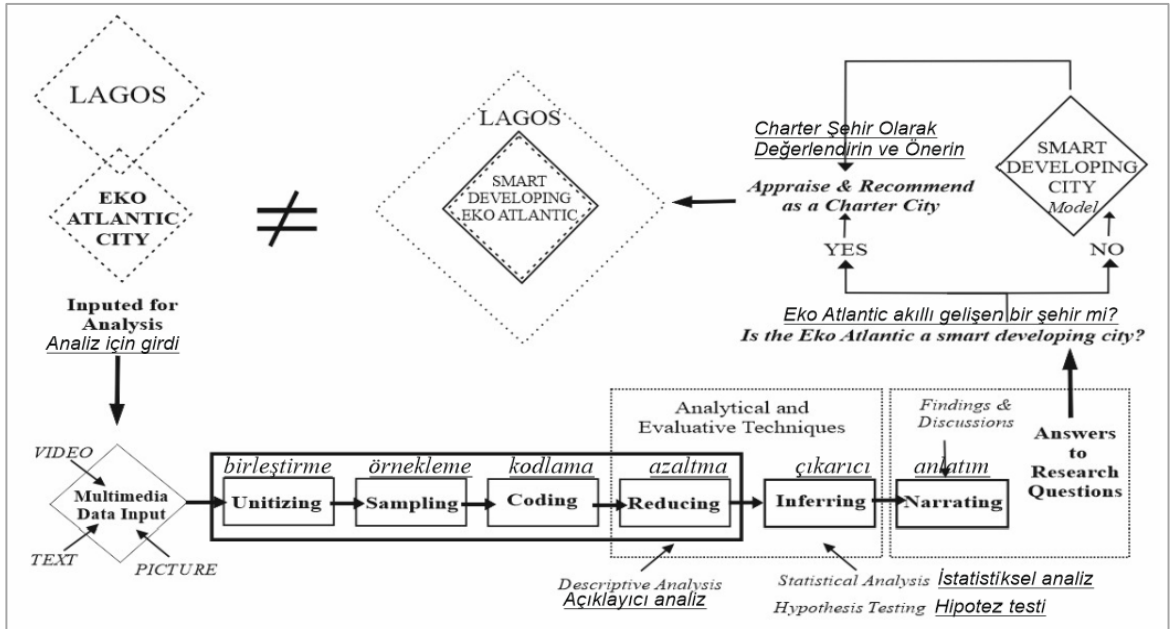 LAGOS
EKO
ATLANTIC
CITY
Inputed for
Analysis
Analiz için girdi
≠
LAGOS
SMART
DEVELOPING
EKO ATLANTIC
Charter Şehir Olarak
Değerlendirin ve Önerin
Appraise & Recommend
as a Charter City
SMART
DEVELOPING
CITY
Model
YES
NO
Eko Atlantic akıllı gelişen bir şehir mi?
Is the Eko Atlantic a smart developing city?
VIDEO
Multimedia
Data Input
TEXT
PICTURE
birleştirme
Unitizing
örnekleme
Sampling
kodlama
Coding
Analytical and
Evaluative Techniques
azaltma
Reducing
çıkarıcı
Inferring
Findings &
Discussions
anlatım
Narrating
Answers
to
Research
Questions
Descriptive Analysis
Açıklayıcı analiz
Statistical Analysis İstatistiksel analiz
Hypothesis Testing Hipotez testi